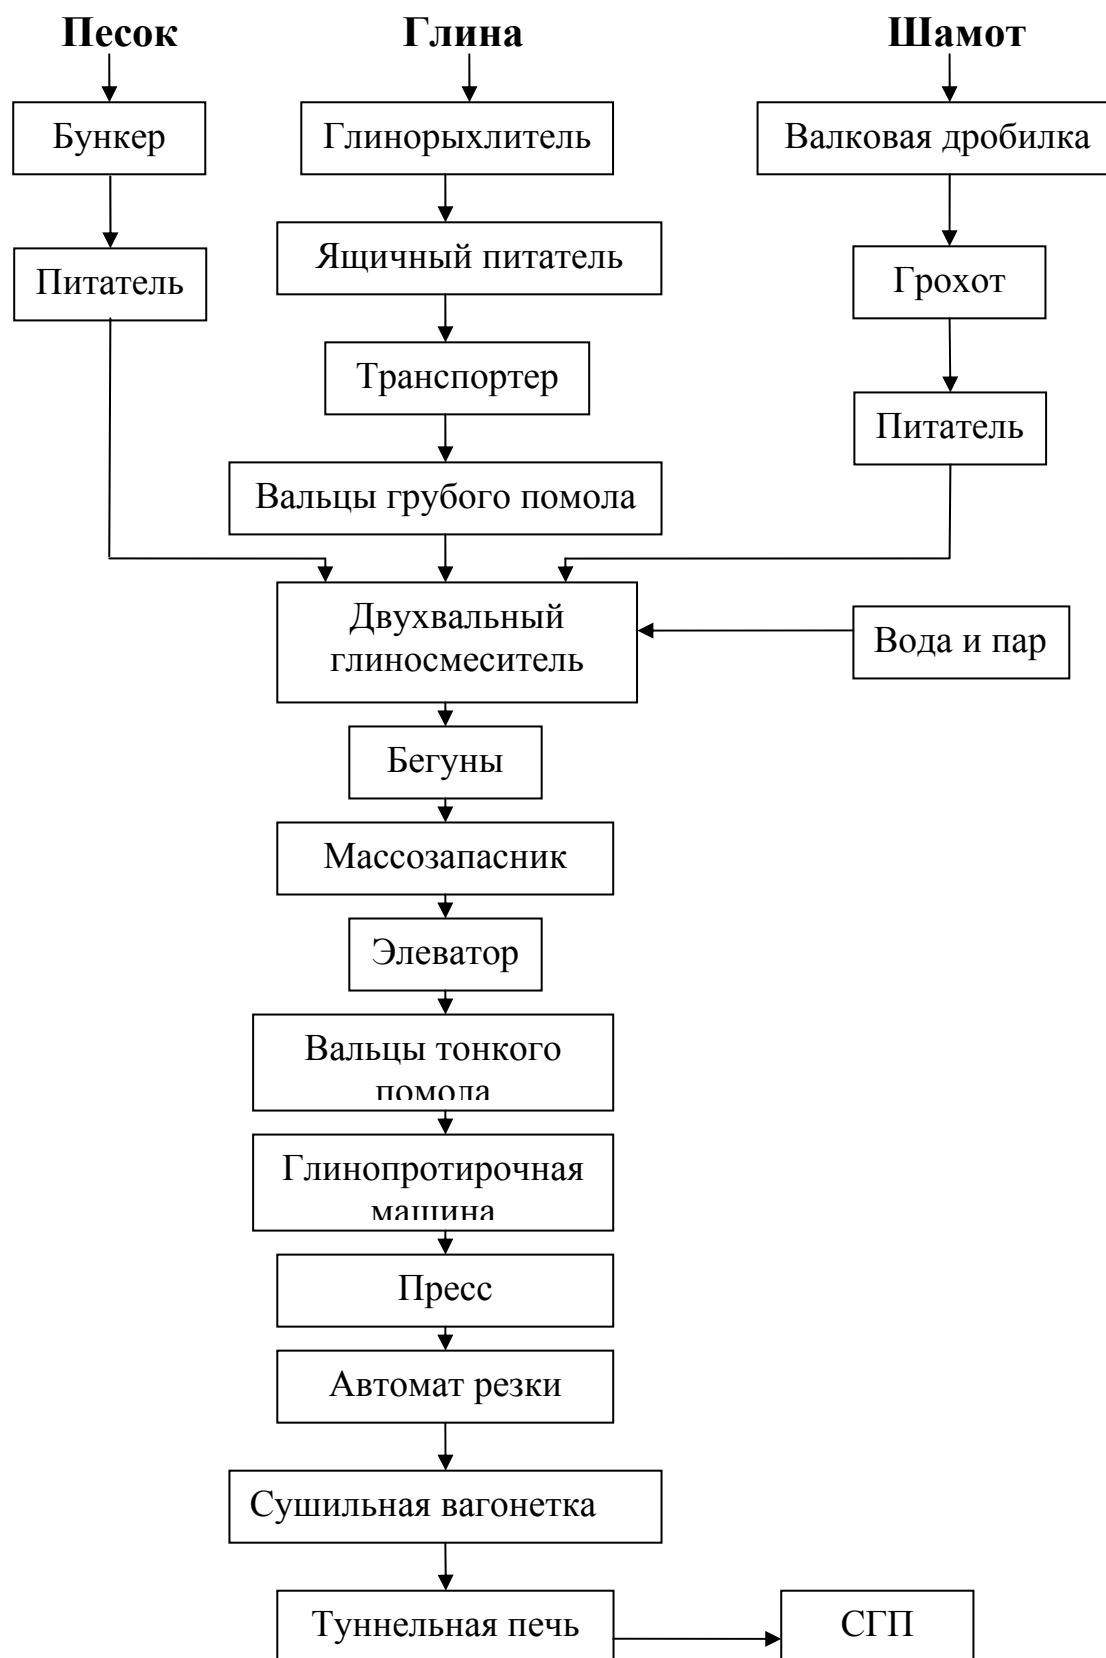 Песок
Глина
Шамот
Бункер
Глинорыхлитель
Валковая дробилка
Питатель
Ящичный питатель
Грохот
Транспортер
Питатель
Вальцы грубого помола
Двухвальный
глиносмеситель
Вода и пар
Бегуны
Массозапасник
Элеватор
Вальцы тонкого
помола
Глинопротирочная
машина
Пресс
Автомат резки
Сушильная вагонетка
Туннельная печь
СГП